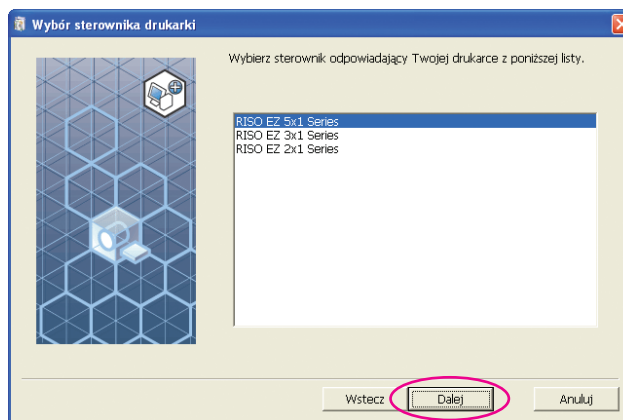 Wybór sterownika drukarki
Wybierz sterownik odpowiadający Twojej drukarce z poniższej listy.
RISO EZ 5x1 Series
RISO EZ 3x1 Series
RISO EZ 2x1 Series
Wstecz
Dalej
Anuluj